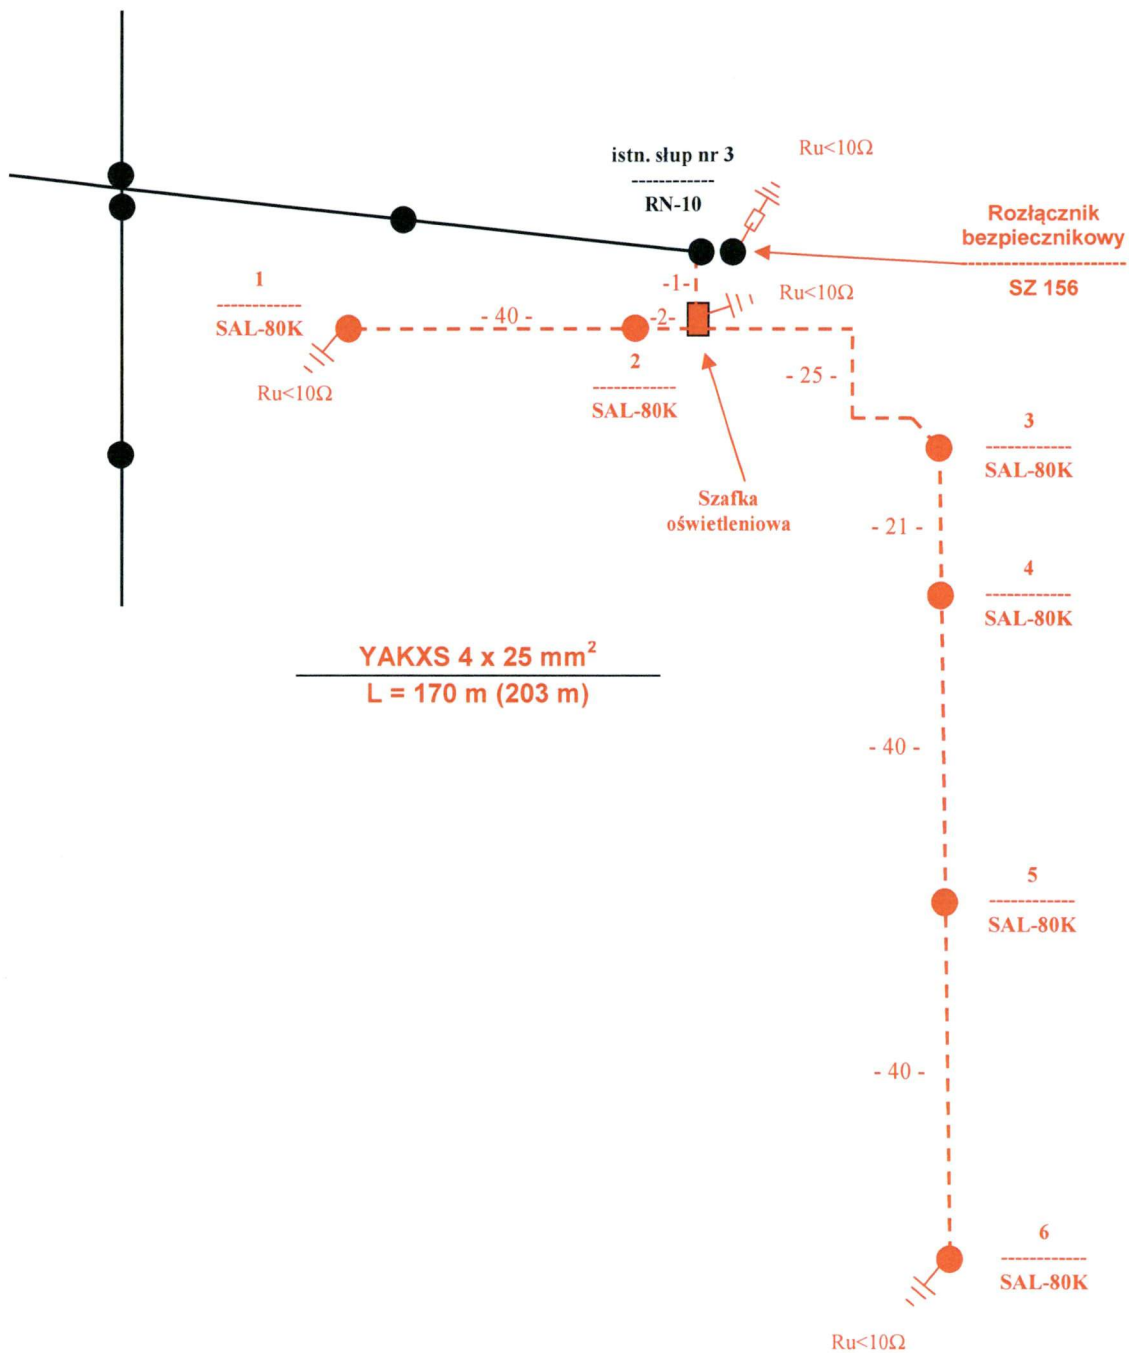 istn. słup nr 3
------------
RN-10
Ru<10Ω
Rozłącznik
bezpiecznikowy
SZ 156
-1-
Ru<10Ω
1
------------
SAL-80K
- 40 -
-2-
Ru<10Ω
2
------------
SAL-80K
- 25 -
3
------------
SAL-80K
Szafka
oświetleniowa
- 21 -
4
------------
SAL-80K
YAKXS 4 x 25 mm²
L = 170 m (203 m)
- 40 -
5
------------
SAL-80K
- 40 -
6
------------
SAL-80K
Ru<10Ω